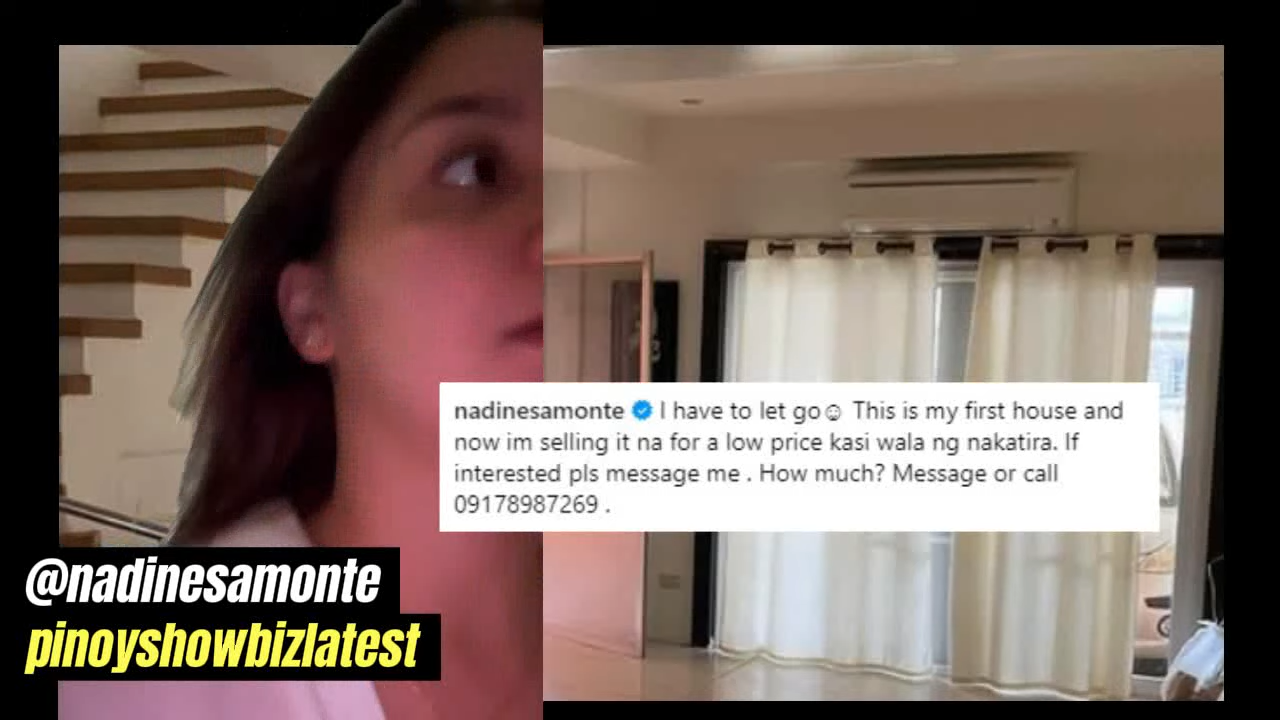 nadinesamonte I have to let go☺ This is my first house and
now im selling it na for a low price kasi wala ng nakatira. If
interested pls message me . How much? Message or call
09178987269 .
@nadinesamonte
pinoyshowbizlatest